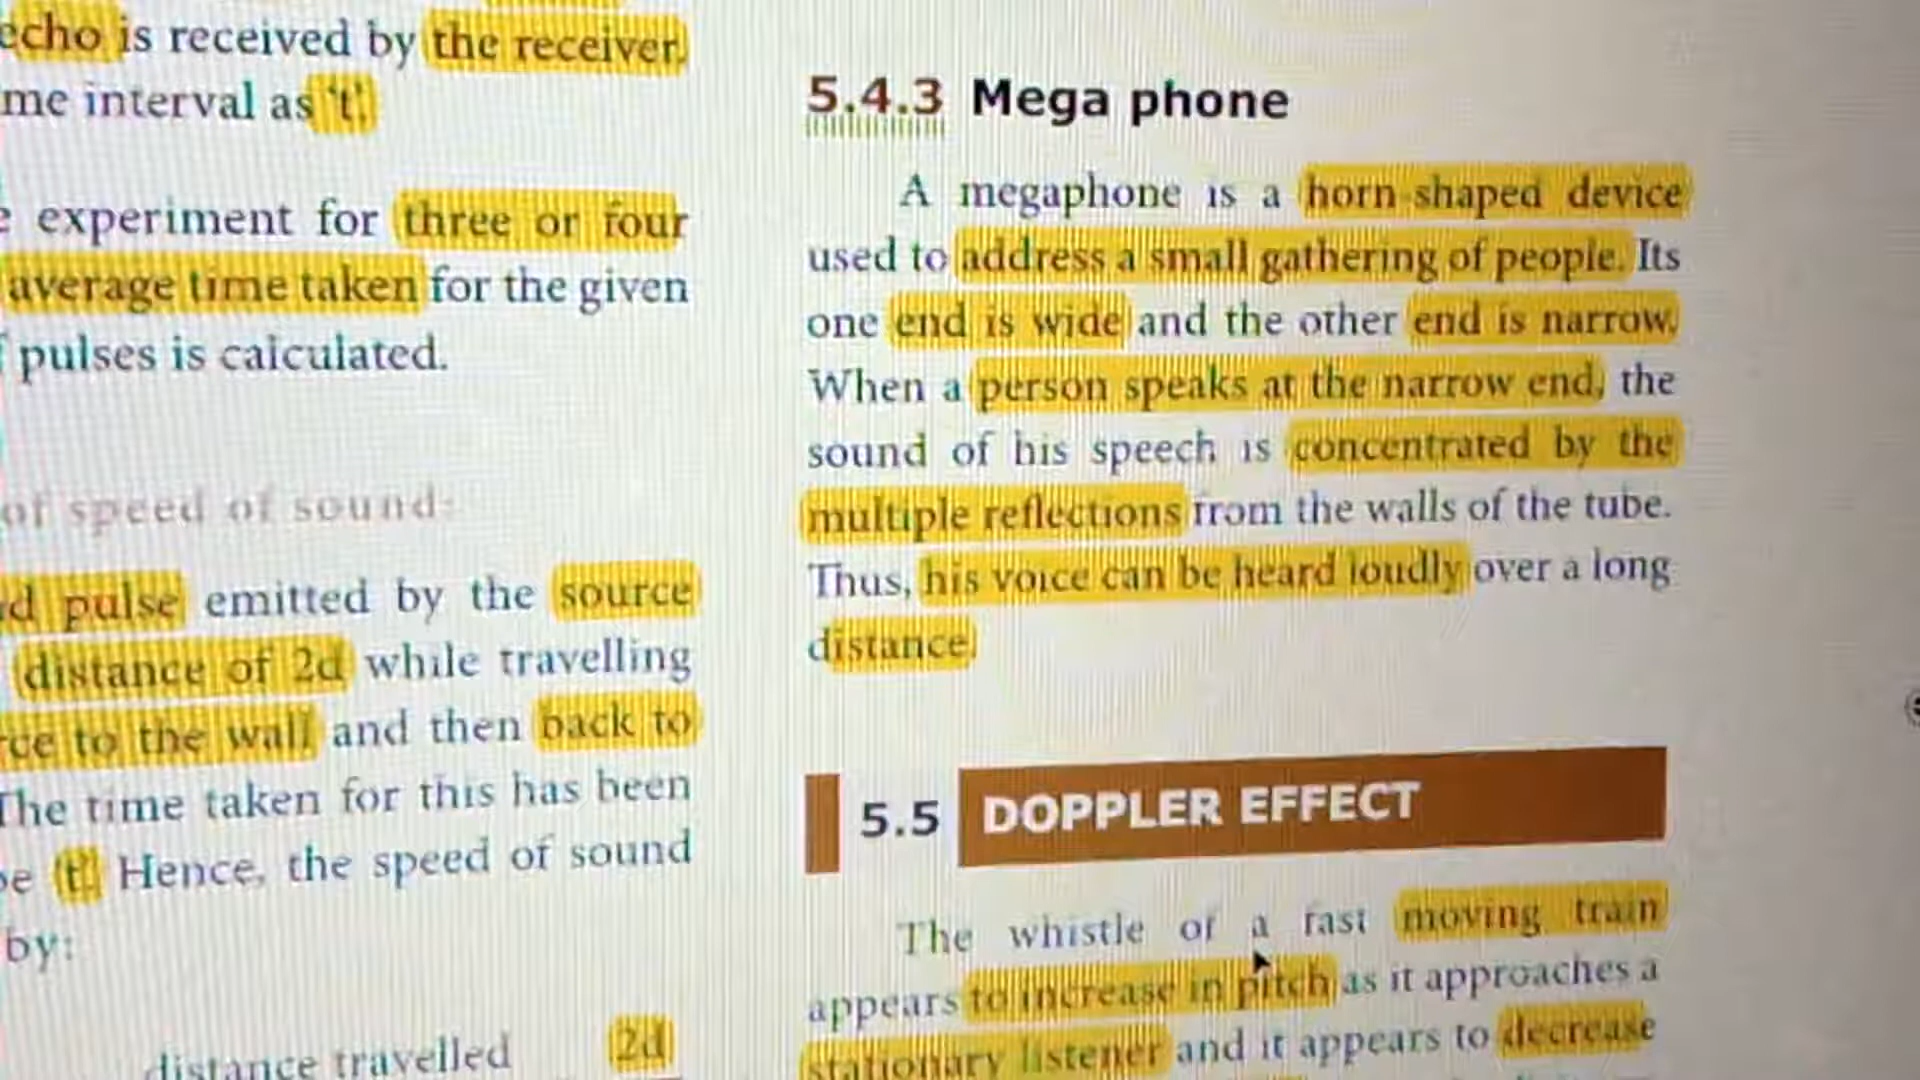 echo is received by the receiver.
me interval as 't'.
experiment for three or four
average time taken for the given
pulses is calculated.
of speed of sound:
pulse emitted by the source
distance of 2d while travelling
to the wall and then back to
The time taken for this has been
't'. Hence, the speed of sound
by:
distance travelled 2d
5.4.3 Mega phone
A megaphone is a horn shaped device
used to address a small gathering of people. Its
one end is wide and the other end is narrow.
When a person speaks at the narrow end, the
sound of his speech is concentrated by the
multiple reflections from the walls of the tube.
Thus, his voice can be heard loudly over a long
distance.
5.5 DOPPLER EFFECT
The whistle of a fast moving train
appears to increase in pitch as it approaches a
stationary listener and it appears to decrease